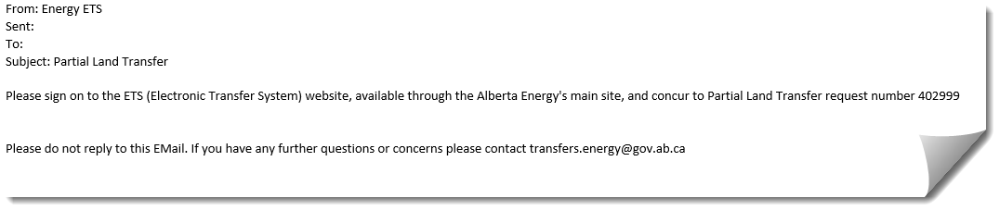 From: Energy ETS
Sent:
To:
Subject: Partial Land Transfer
Please sign on to the ETS (Electronic Transfer System) website, available through the Alberta Energy's main site, and concur to Partial Land Transfer request number 402999
Please do not reply to this EMail. If you have any further questions or concerns please contact transfers.energy@gov.ab.ca